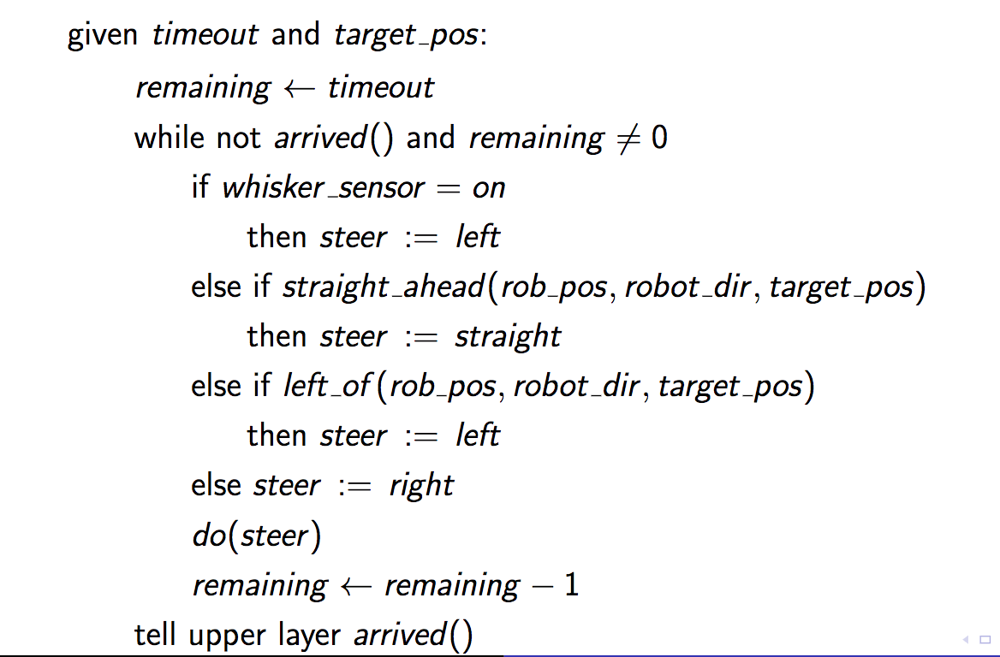 given timeout and target_pos:
remaining ← timeout
while not arrived() and remaining ≠ 0
if whisker_sensor = on
then steer := left
else if straight_ahead(rob_pos, robot_dir, target_pos)
then steer := straight
else if left_of(rob_pos, robot_dir, target_pos)
then steer := left
else steer := right
do(steer)
remaining ← remaining − 1
tell upper layer arrived()